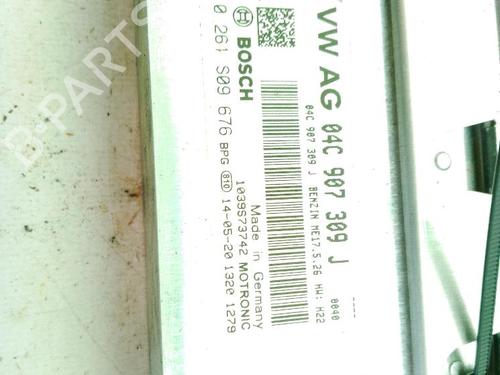 VW AG 04C 907 309 J
04C 907 309 J BENZIN ME17.5.26 HW: H22
0040
----
BOSCH
0 261 S09 676 BPG 810
Made in Germany
1039S73742 MOTRONIC
14-05-20 1320 1279
B-PARTS